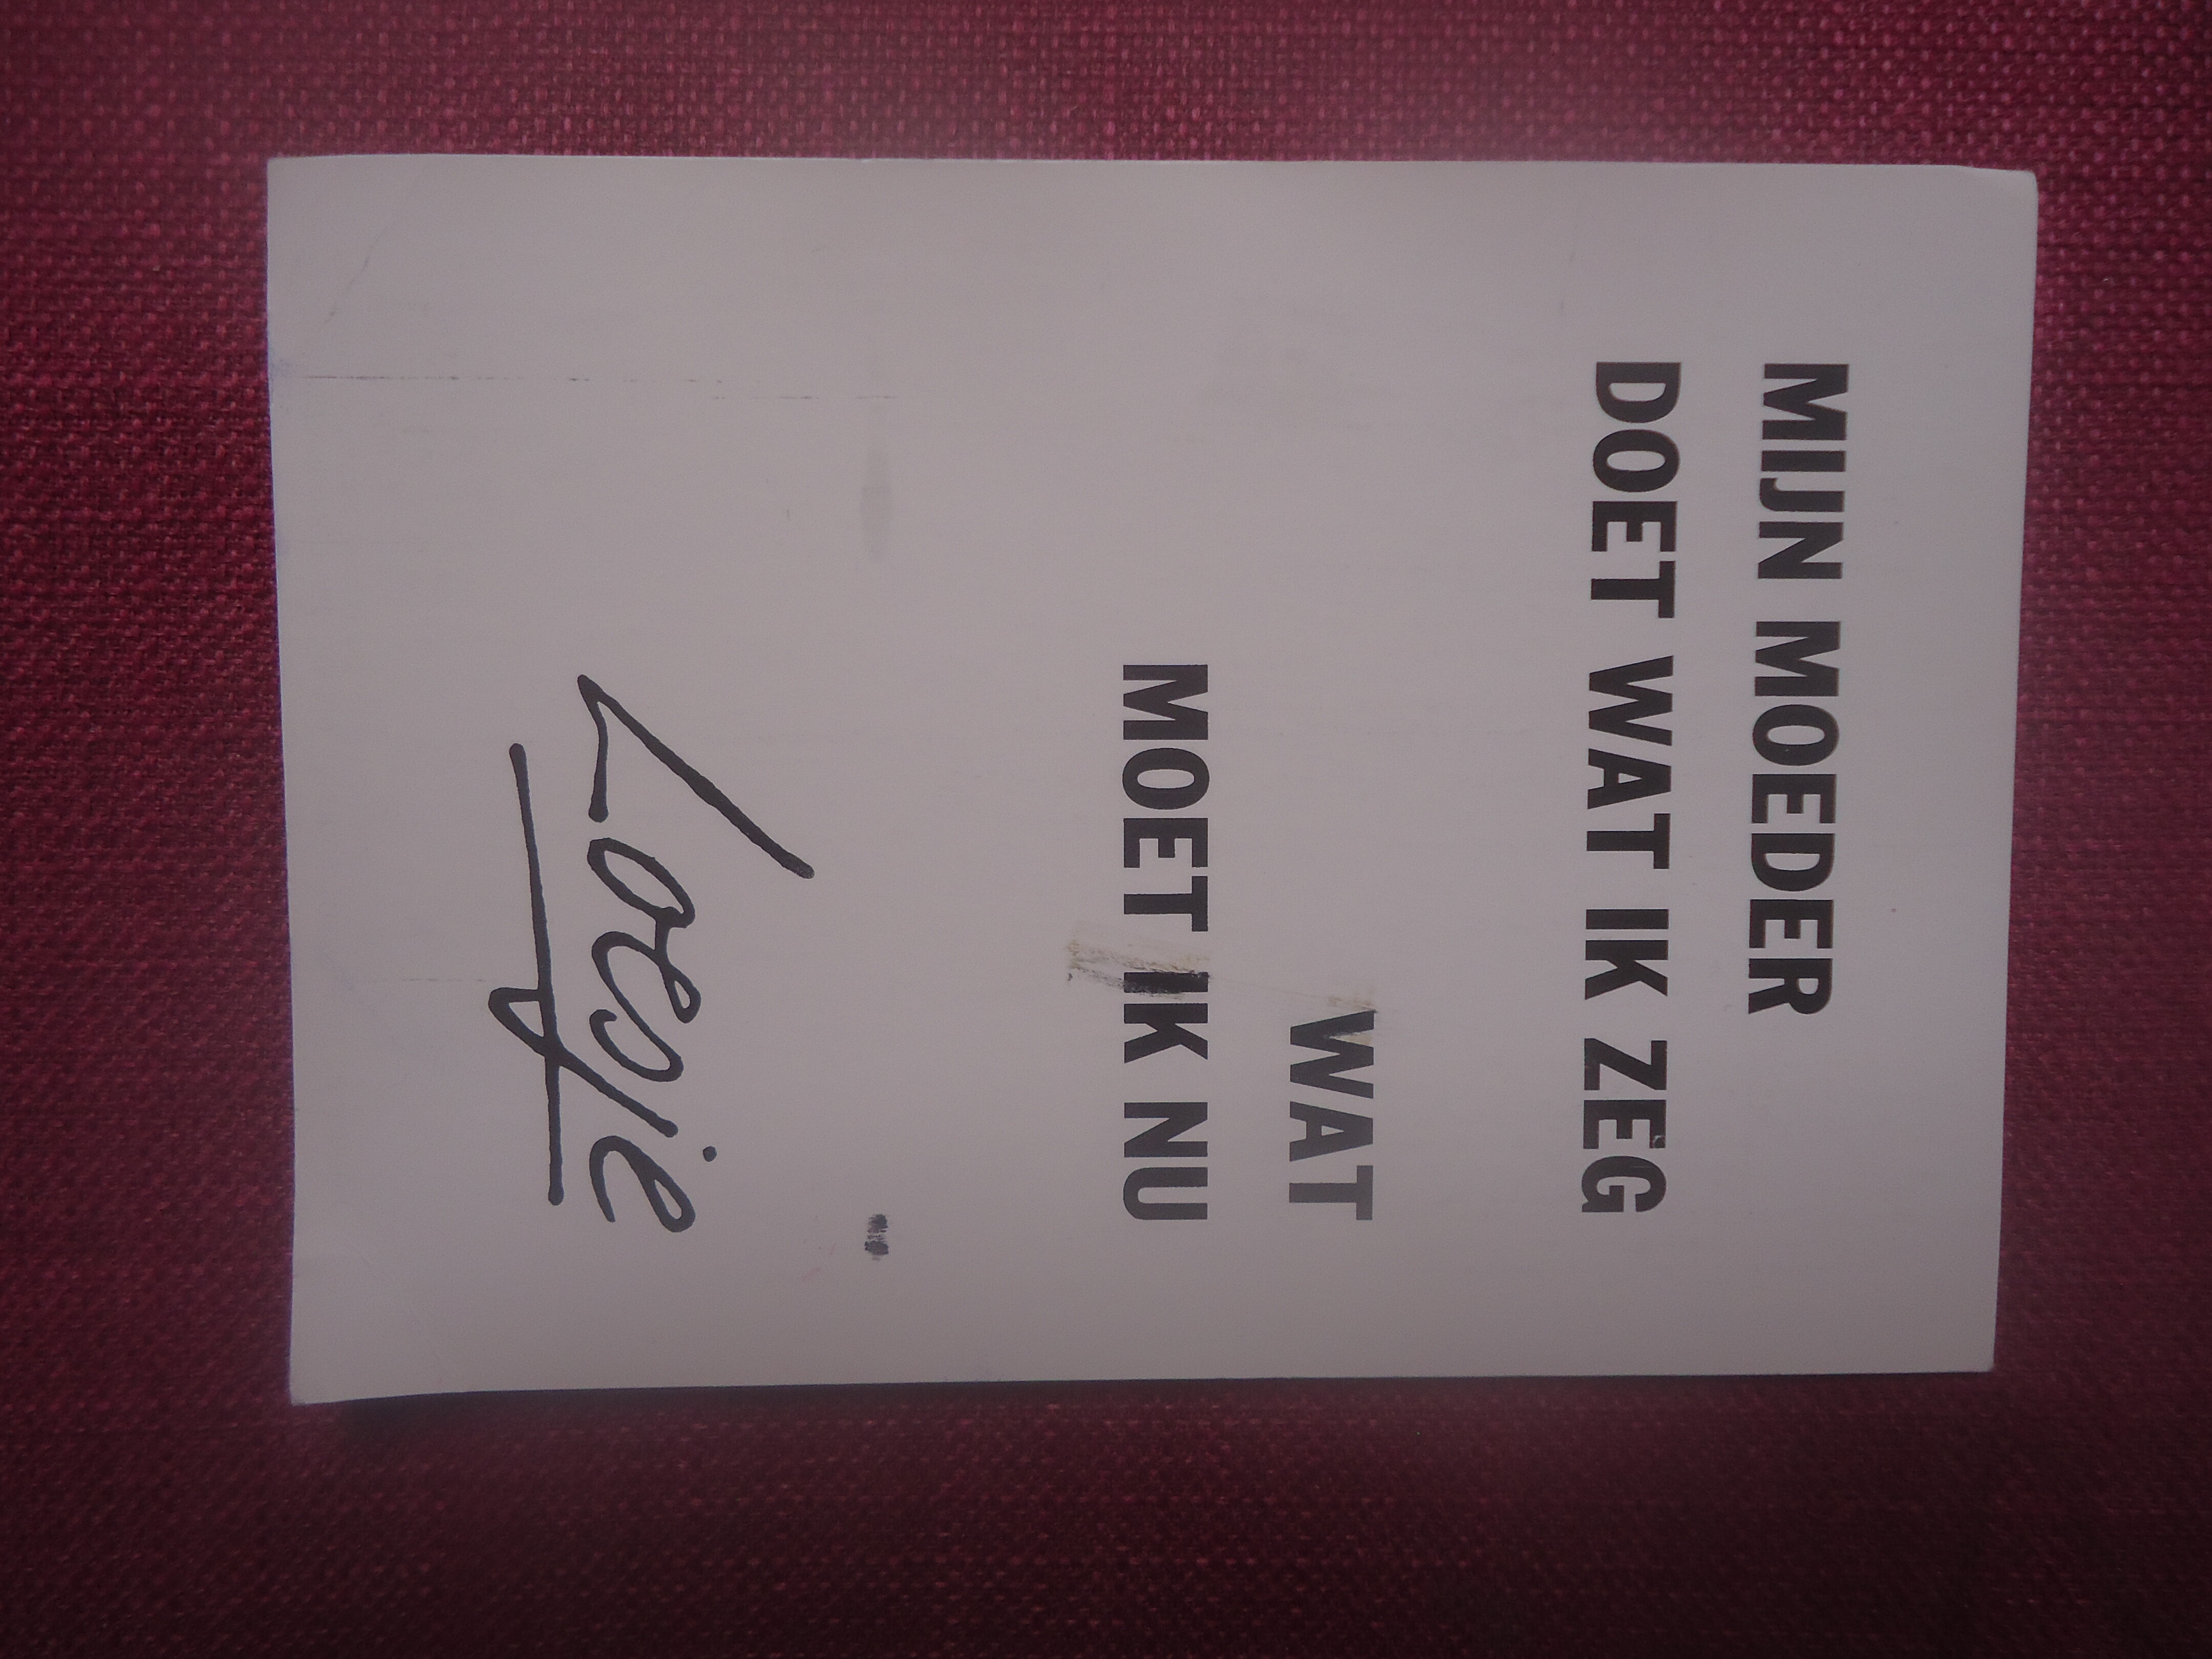 MIJN MOEDER
DOET WAT IK ZEG
WAT
MOET IK NU
Loesje